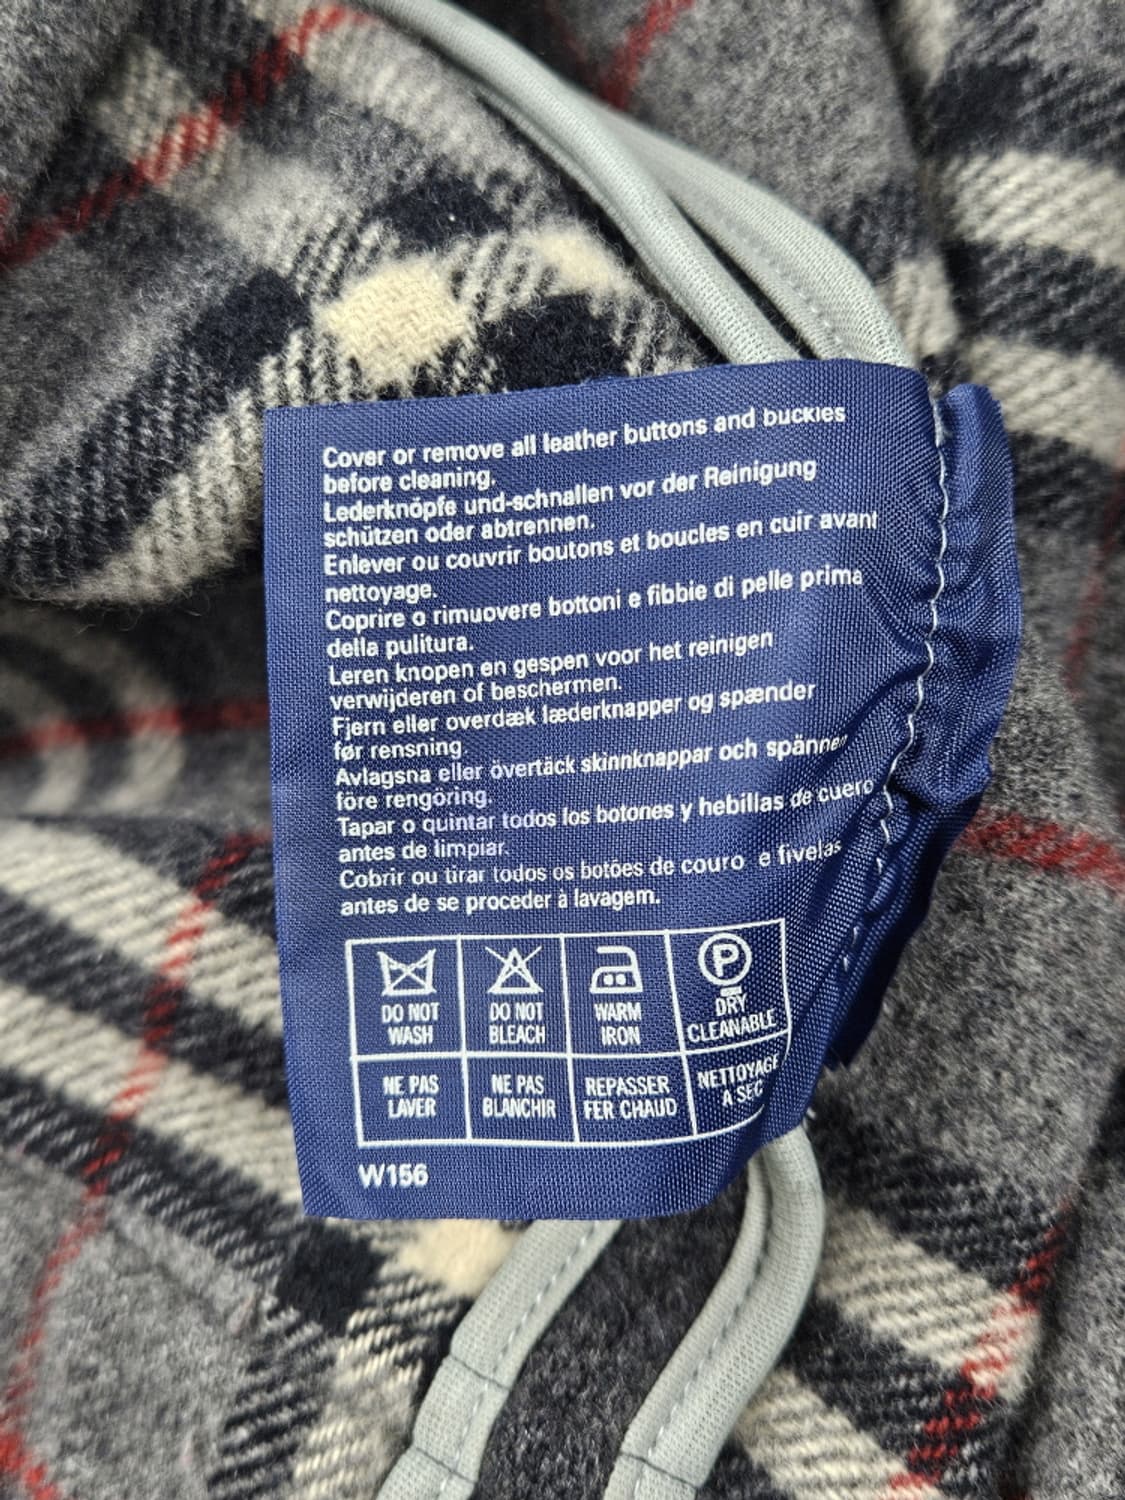 Cover or remove all leather buttons and buckles
before cleaning.
Lederknöpfe und-schnallen vor der Reinigung
schützen oder abtrennen.
Enlever ou couvrir boutons et boucles en cuir avant
nettoyage.
Coprire o rimuovere bottoni e fibbie di pelle prima
della pulitura.
Leren knopen en gespen voor het reinigen
verwijderen of beschermen.
Fjern eller overdæk læderknapper og spænder
før rensning.
Avlagsna eller övertäck skinnknappar och spännen
före rengöring.
Tapar o quintar todos los botones y hebillas de cuero
antes de limpiar.
Cobrir ou tirar todos os botões de couro e fivelas
antes de se proceder à lavagem.
P
DO NOT WASH
DO NOT BLEACH
WARM IRON
DRY CLEANABLE
NE PAS LAVER
NE PAS BLANCHIR
REPASSER FER CHAUD
NETTOYAGE A SEC
W156